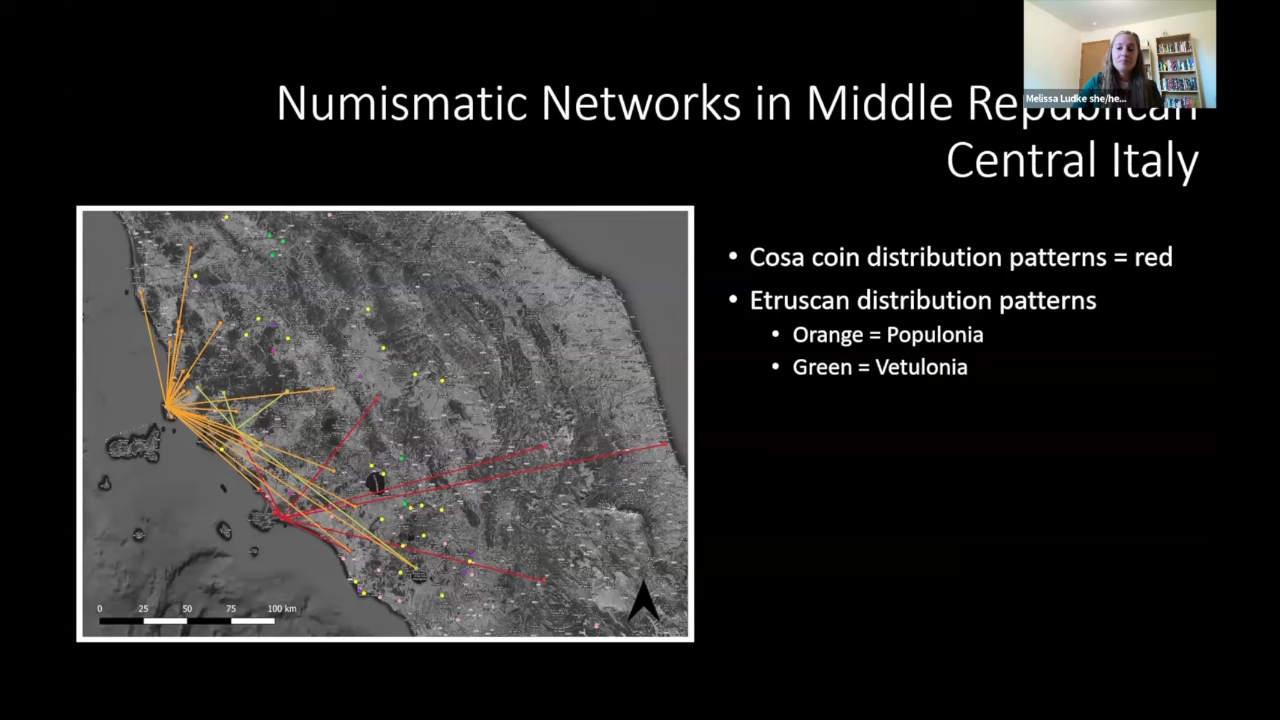 Melissa Ludke she/he...
Numismatic Networks in Middle Republican
Central Italy
• Cosa coin distribution patterns = red
• Etruscan distribution patterns
• Orange = Populonia
• Green = Vetulonia
0 25 50 75 100 km